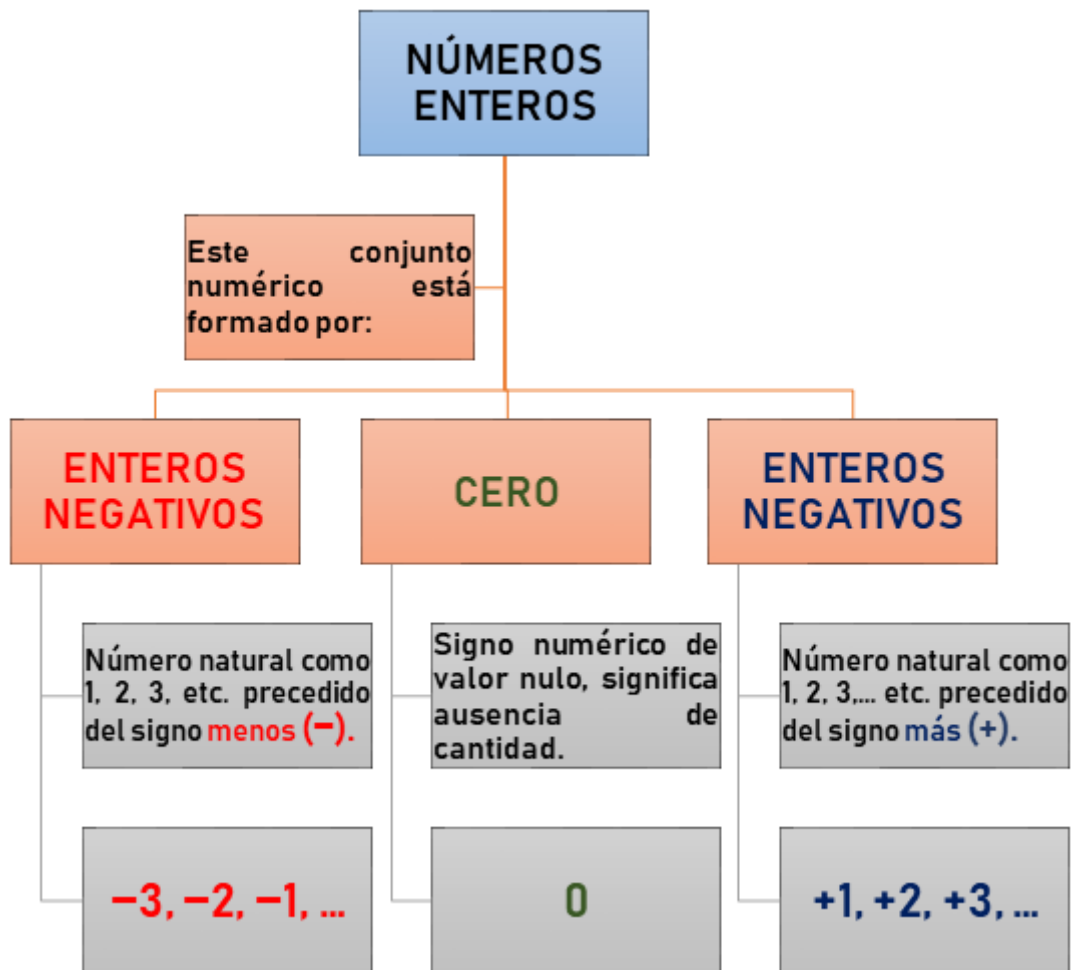 NÚMEROS
ENTEROS
Este conjunto
numérico está
formado por:
ENTEROS
NEGATIVOS
CERO
ENTEROS
NEGATIVOS
Número natural como
1, 2, 3, etc. precedido
del signo menos (−).
Signo numérico de
valor nulo, significa
ausencia de
cantidad.
Número natural como
1, 2, 3,... etc. precedido
del signo más (+).
−3, −2, −1, ...
0
+1, +2, +3, ...